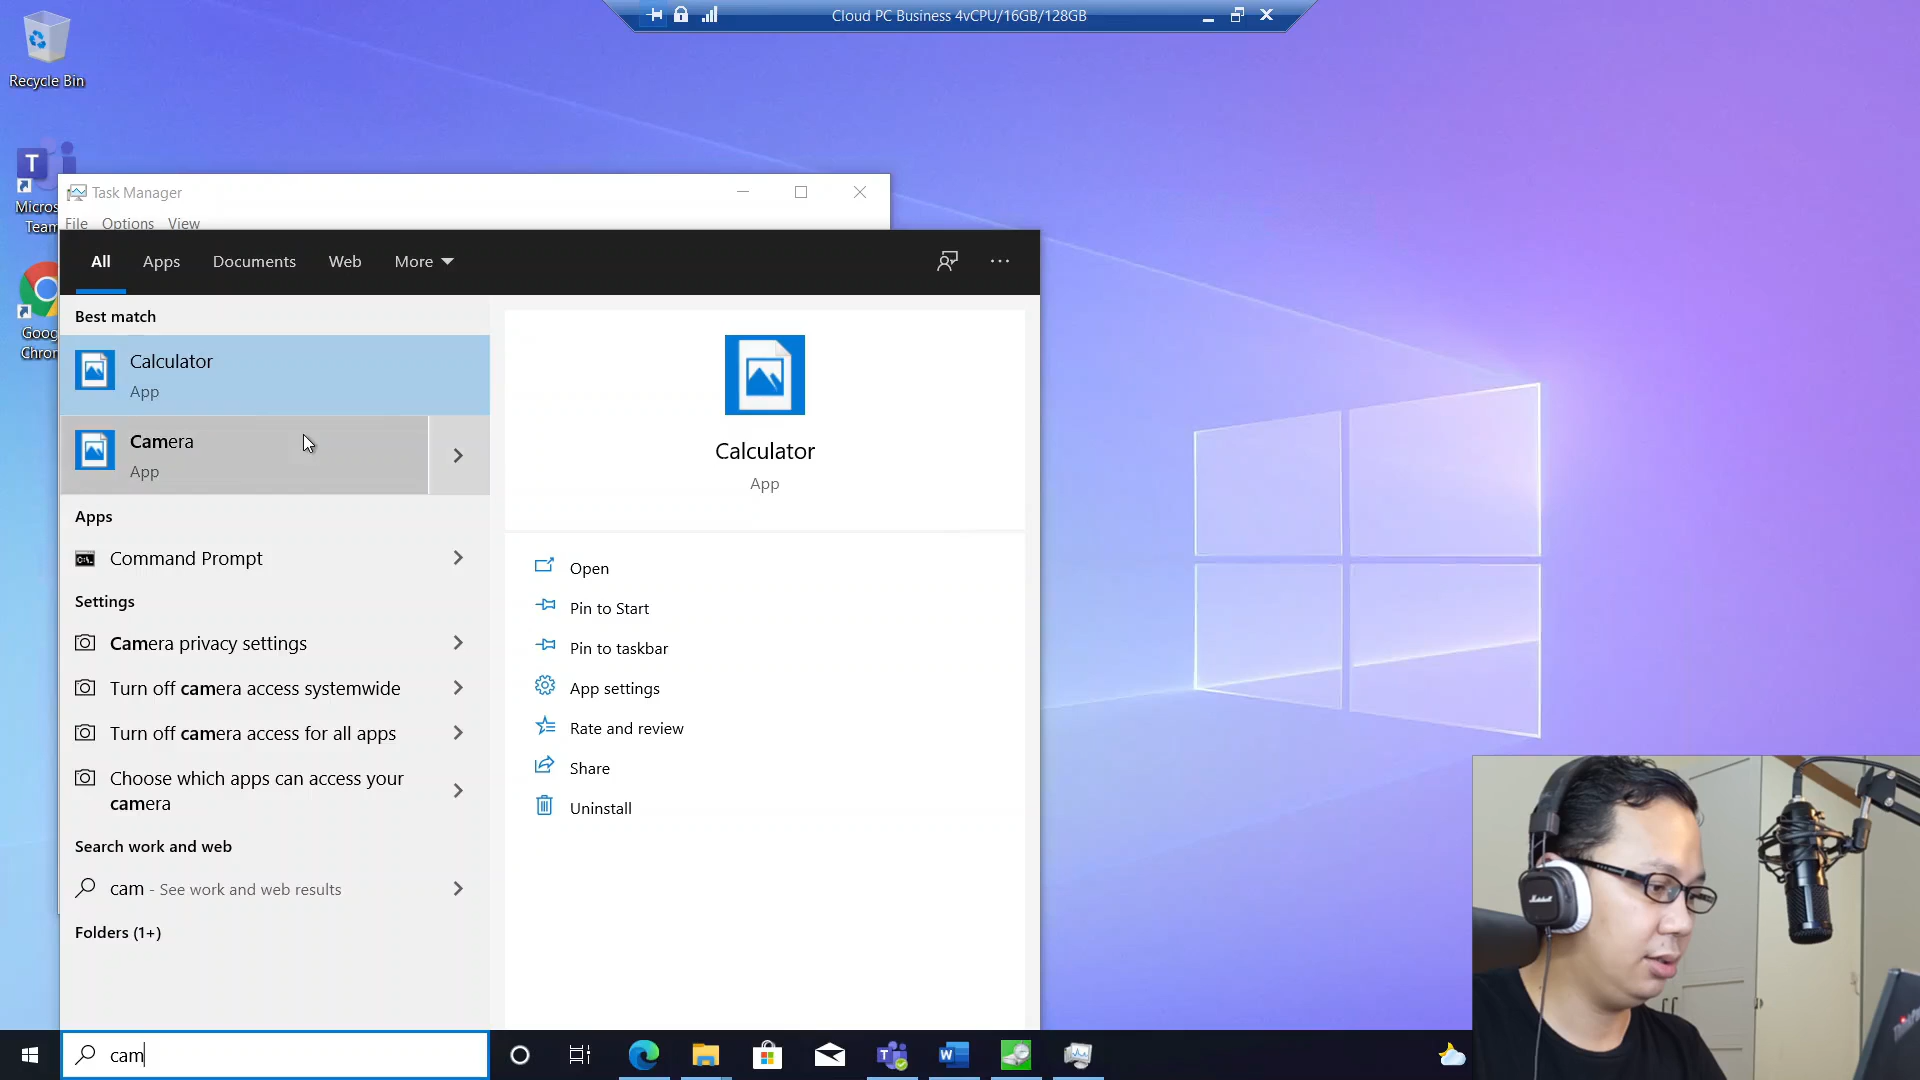 Cloud PC Business 4vCPU/16GB/128GB
Recycle Bin
Micros
Team
Goog
Chron
Task Manager
File Options View
All Apps Documents Web More
Best match
Calculator
App
Camera
App
Apps
Command Prompt
Settings
Camera privacy settings
Turn off camera access systemwide
Turn off camera access for all apps
Choose which apps can access your
camera
Search work and web
cam - See work and web results
Folders (1+)
Calculator
App
Open
Pin to Start
Pin to taskbar
App settings
Rate and review
Share
Uninstall
cam
Marshall